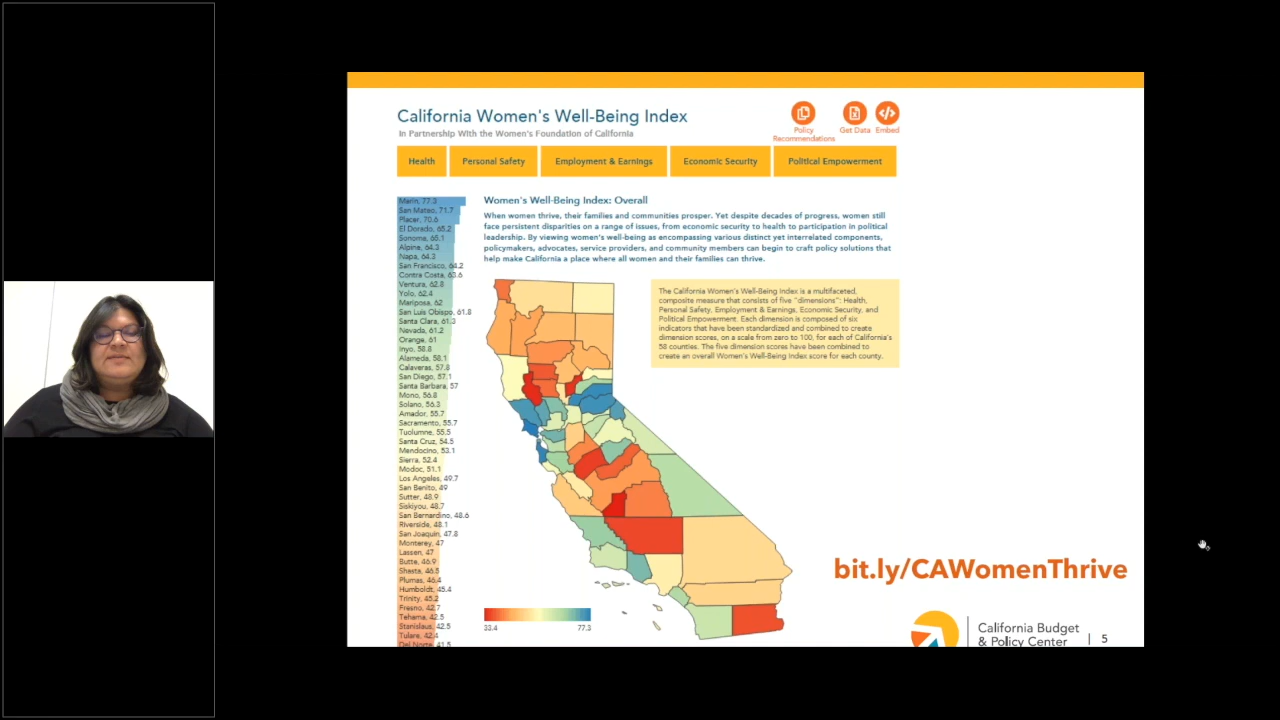 California Women's Well-Being Index
In Partnership With the Women's Foundation of California
Policy
Recommendations
Get Data
Embed
Health
Personal Safety
Employment & Earnings
Economic Security
Political Empowerment
Marin, 77.3
San Mateo, 71.7
Placer, 70.6
El Dorado, 65.2
Sonoma, 65.1
Alpine, 64.3
Napa, 64.3
San Francisco, 64.2
Contra Costa, 63.6
Ventura, 62.8
Yolo, 62.4
Mariposa, 62
San Luis Obispo, 61.8
Santa Clara, 61.3
Nevada, 61.2
Orange, 61
Inyo, 58.8
Alameda, 58.1
Calaveras, 57.8
San Diego, 57.1
Santa Barbara, 57
Mono, 56.8
Solano, 56.3
Amador, 55.7
Sacramento, 55.7
Tuolumne, 55.5
Santa Cruz, 54.5
Mendocino, 53.1
Sierra, 52.4
Modoc, 51.1
Los Angeles, 49.7
San Benito, 49
Sutter, 48.9
Siskiyou, 48.7
San Bernardino, 48.6
Riverside, 48.1
San Joaquin, 47.8
Monterey, 47
Lassen, 47
Butte, 46.9
Shasta, 46.5
Plumas, 46.4
Humboldt, 45.4
Trinity, 45.2
Fresno, 42.7
Tehama, 42.5
Stanislaus, 42.5
Tulare, 42.4
Del Norte, 41.5
Women's Well-Being Index: Overall
When women thrive, their families and communities prosper. Yet despite decades of progress, women still
face persistent disparities on a range of issues, from economic security to health to participation in political
leadership. By viewing women's well-being as encompassing various distinct yet interrelated components,
policymakers, advocates, service providers, and community members can begin to craft policy solutions that
help make California a place where all women and their families can thrive.
The California Women's Well-Being Index is a multifaceted,
composite measure that consists of five "dimensions": Health,
Personal Safety, Employment & Earnings, Economic Security, and
Political Empowerment. Each dimension is composed of six
indicators that have been standardized and combined to create
dimension scores, on a scale from zero to 100, for each of California's
58 counties. The five dimension scores have been combined to
create an overall Women's Well-Being Index score for each county.
33.4
77.3
bit.ly/CAWomenThrive
California Budget
& Policy Center
5